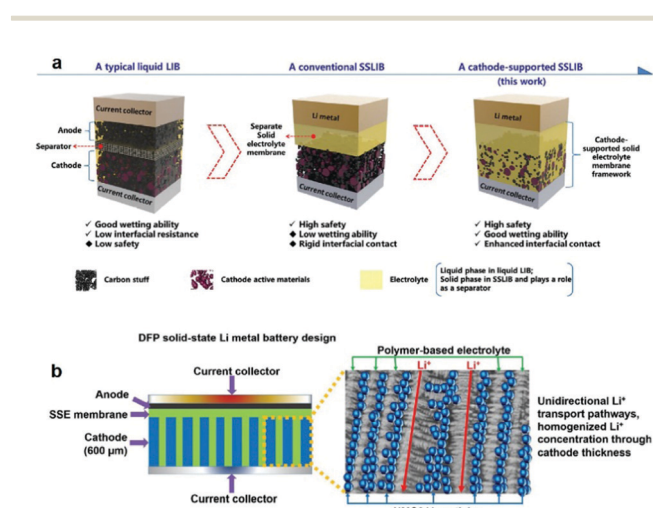 a
A typical liquid LIB
A conventional SSLIB
A cathode-supported SSLIB
(this work)
Current collector
Anode
Separator
Cathode
Current collector
✓ Good wetting ability
✓ Low interfacial resistance
◆ Low safety
Li metal
Separate
Solid
electrolyte
membrane
Current collector
✓ High safety
◆ Low wetting ability
◆ Rigid interfacial contact
Li metal
Cathode-
supported solid
electrolyte
membrane
framework
Current collector
✓ High safety
✓ Good wetting ability
✓ Enhanced interfacial contact
Carbon stuff
Cathode active materials
Electrolyte
Liquid phase in liquid LIB;
Solid phase in SSLIB and plays a role
as a separator
b
DFP solid-state Li metal battery design
Current collector
Anode
SSE membrane
Cathode
(600 μm)
Current collector
Polymer-based electrolyte
Li⁺
Li⁺
Unidirectional Li⁺
transport pathways,
homogenized Li⁺
concentration through
cathode thickness